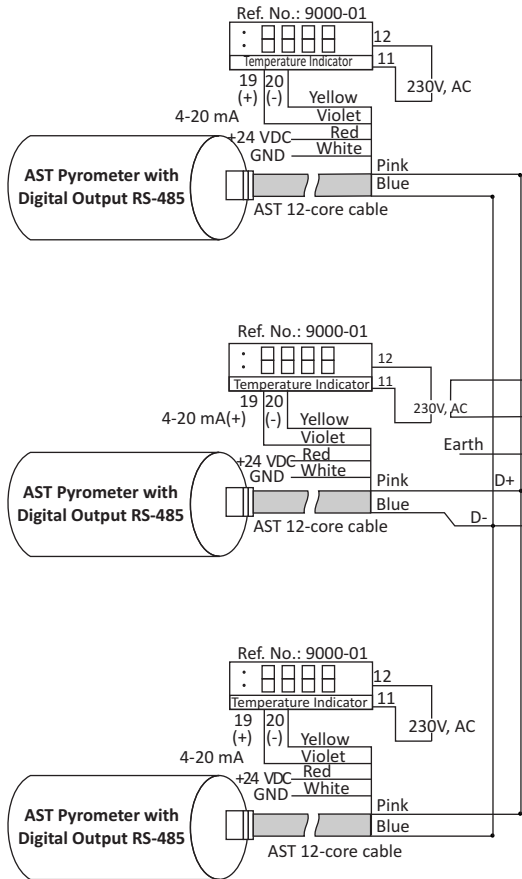 Ref. No.: 9000-01
12
Temperature Indicator
11
19 20
(+) (-)
230V, AC
Yellow
4-20 mA
Violet
+24 VDC
Red
GND
White
AST Pyrometer with
Digital Output RS-485
Pink
Blue
AST 12-core cable
Ref. No.: 9000-01
12
Temperature Indicator
11
19 20
230V, AC
4-20 mA(+)
(-)
Yellow
Violet
+24 VDC
Red
GND
White
Earth
AST Pyrometer with
Digital Output RS-485
Pink
D+
Blue
D-
AST 12-core cable
Ref. No.: 9000-01
12
Temperature Indicator
11
19 20
(+) (-)
230V, AC
Yellow
4-20 mA
Violet
+24 VDC
Red
GND
White
AST Pyrometer with
Digital Output RS-485
Pink
Blue
AST 12-core cable